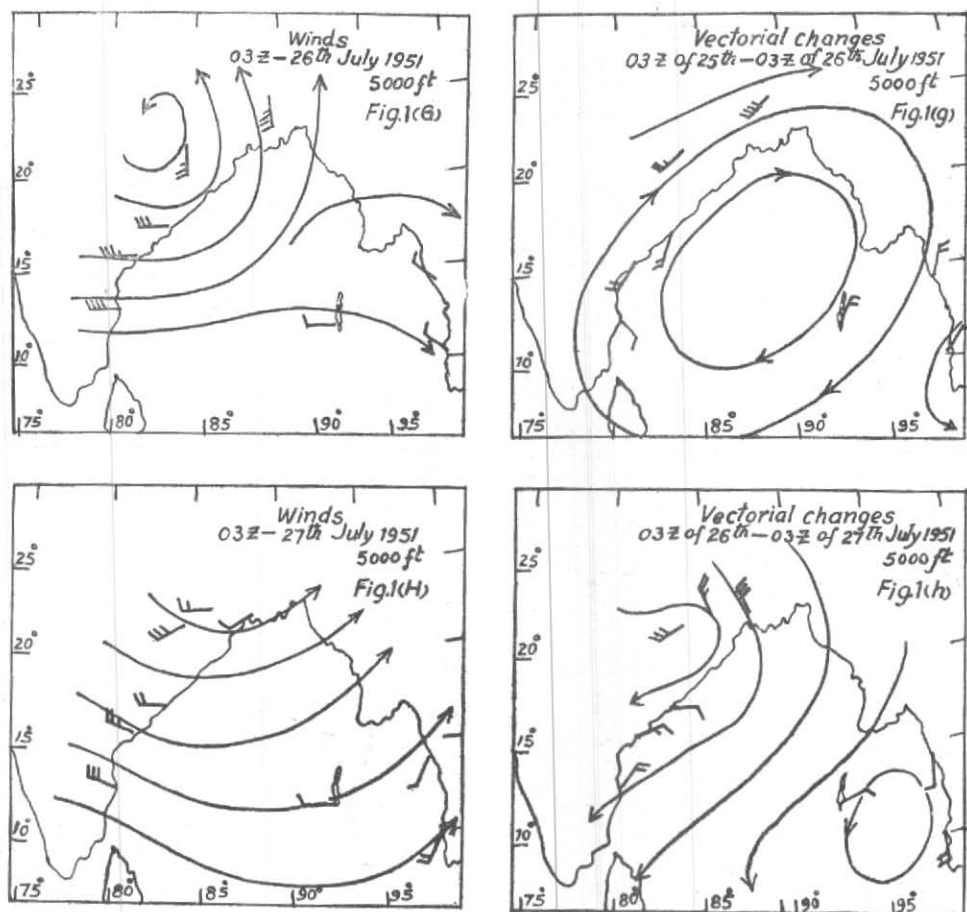 Winds
03Z-26th July 1951
5000 ft
Fig.1(G)
25°
20°
15°
10°
75°
80°
85°
90°
95°
Vectorial changes
03Z of 25th-03Z of 26th July 1951
5000 ft
Fig.1(g)
25°
20°
15°
10°
75°
80°
85°
90°
95°
Winds
03Z-27th July 1951
5000 ft
Fig.1(H)
25°
20°
15°
10°
75°
80°
85°
90°
95°
Vectorial changes
03Z of 26th-03Z of 27th July 1951
5000 ft
Fig.1(h)
25°
20°
15°
10°
75°
80°
85°
90°
95°